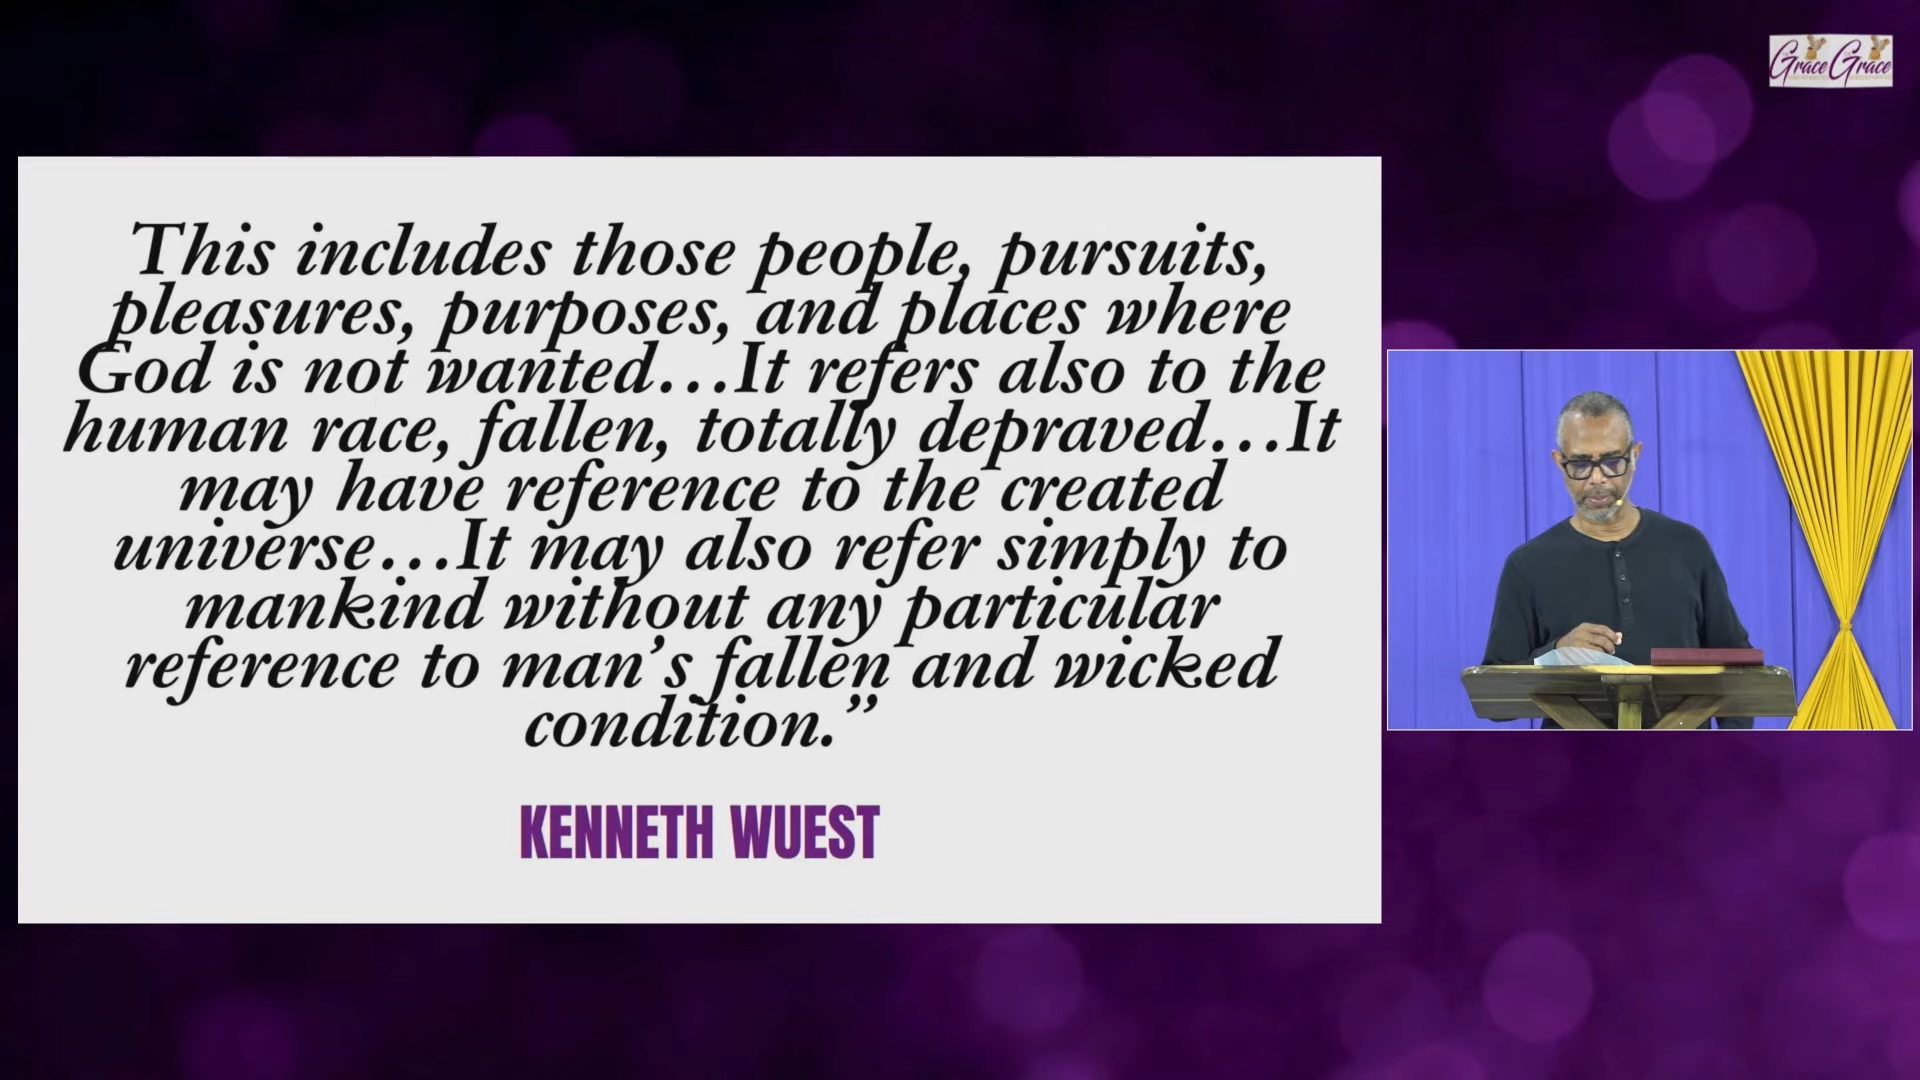 Grace Grace
This includes those people, pursuits,
pleasures, purposes, and places where
God is not wanted...It refers also to the
human race, fallen, totally depraved...It
may have reference to the created
universe...It may also refer simply to
mankind without any particular
reference to man’s fallen and wicked
condition.”
KENNETH WUEST